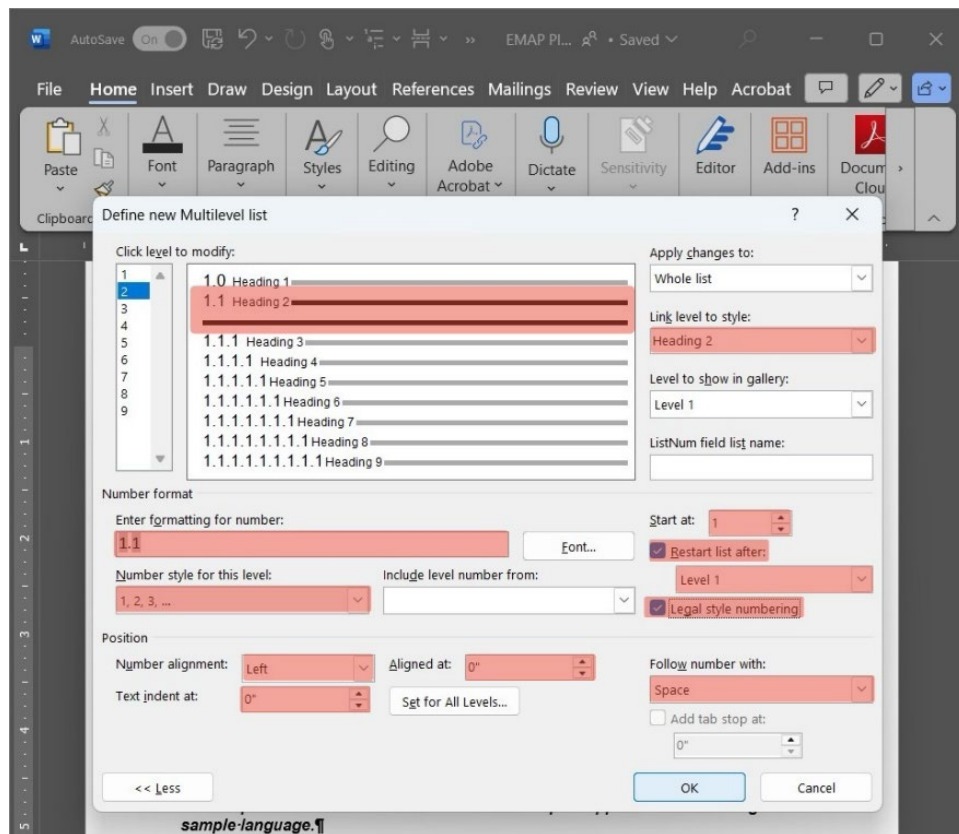 AutoSave On EMAP PI... • Saved
File Home Insert Draw Design Layout References Mailings Review View Help Acrobat
Paste Font Paragraph Styles Editing Adobe Acrobat Dictate Sensitivity Editor Add-ins Docum Clou
Clipboard
Define new Multilevel list ? ×
Click level to modify:
1
2
3
4
5
6
7
8
9
1.0 Heading 1
1.1 Heading 2
1.1.1 Heading 3
1.1.1.1 Heading 4
1.1.1.1.1 Heading 5
1.1.1.1.1.1 Heading 6
1.1.1.1.1.1.1 Heading 7
1.1.1.1.1.1.1.1 Heading 8
1.1.1.1.1.1.1.1.1 Heading 9
Apply changes to:
Whole list
Link level to style:
Heading 2
Level to show in gallery:
Level 1
ListNum field list name:
Number format
Enter formatting for number:
1.1
Font...
Number style for this level:
1, 2, 3, ...
Include level number from:
Start at: 1
Restart list after:
Level 1
Legal style numbering
Position
Number alignment: Left
Aligned at: 0"
Text indent at: 0"
Set for All Levels...
Follow number with:
Space
Add tab stop at:
0"
<< Less
OK
Cancel
sample·language.¶